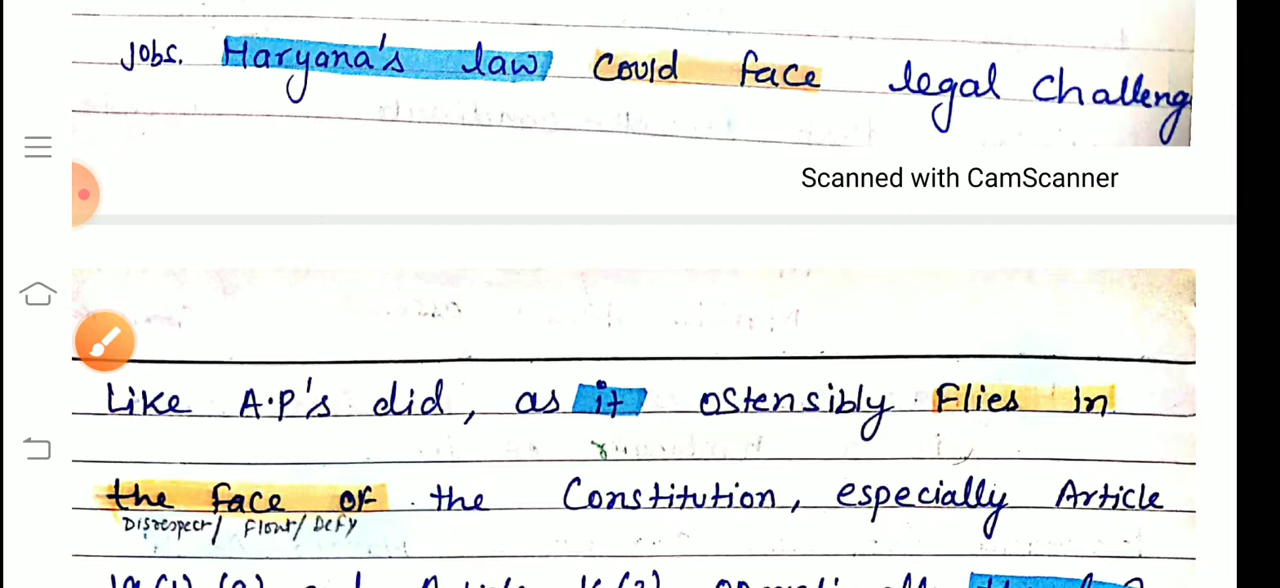 Jobs. Haryana's law could face legal Challeng
Scanned with CamScanner
Like A.P's did, as it ostensibly Flies In
the face of the Constitution, especially Article
Disrespect/ Flout/ Defy